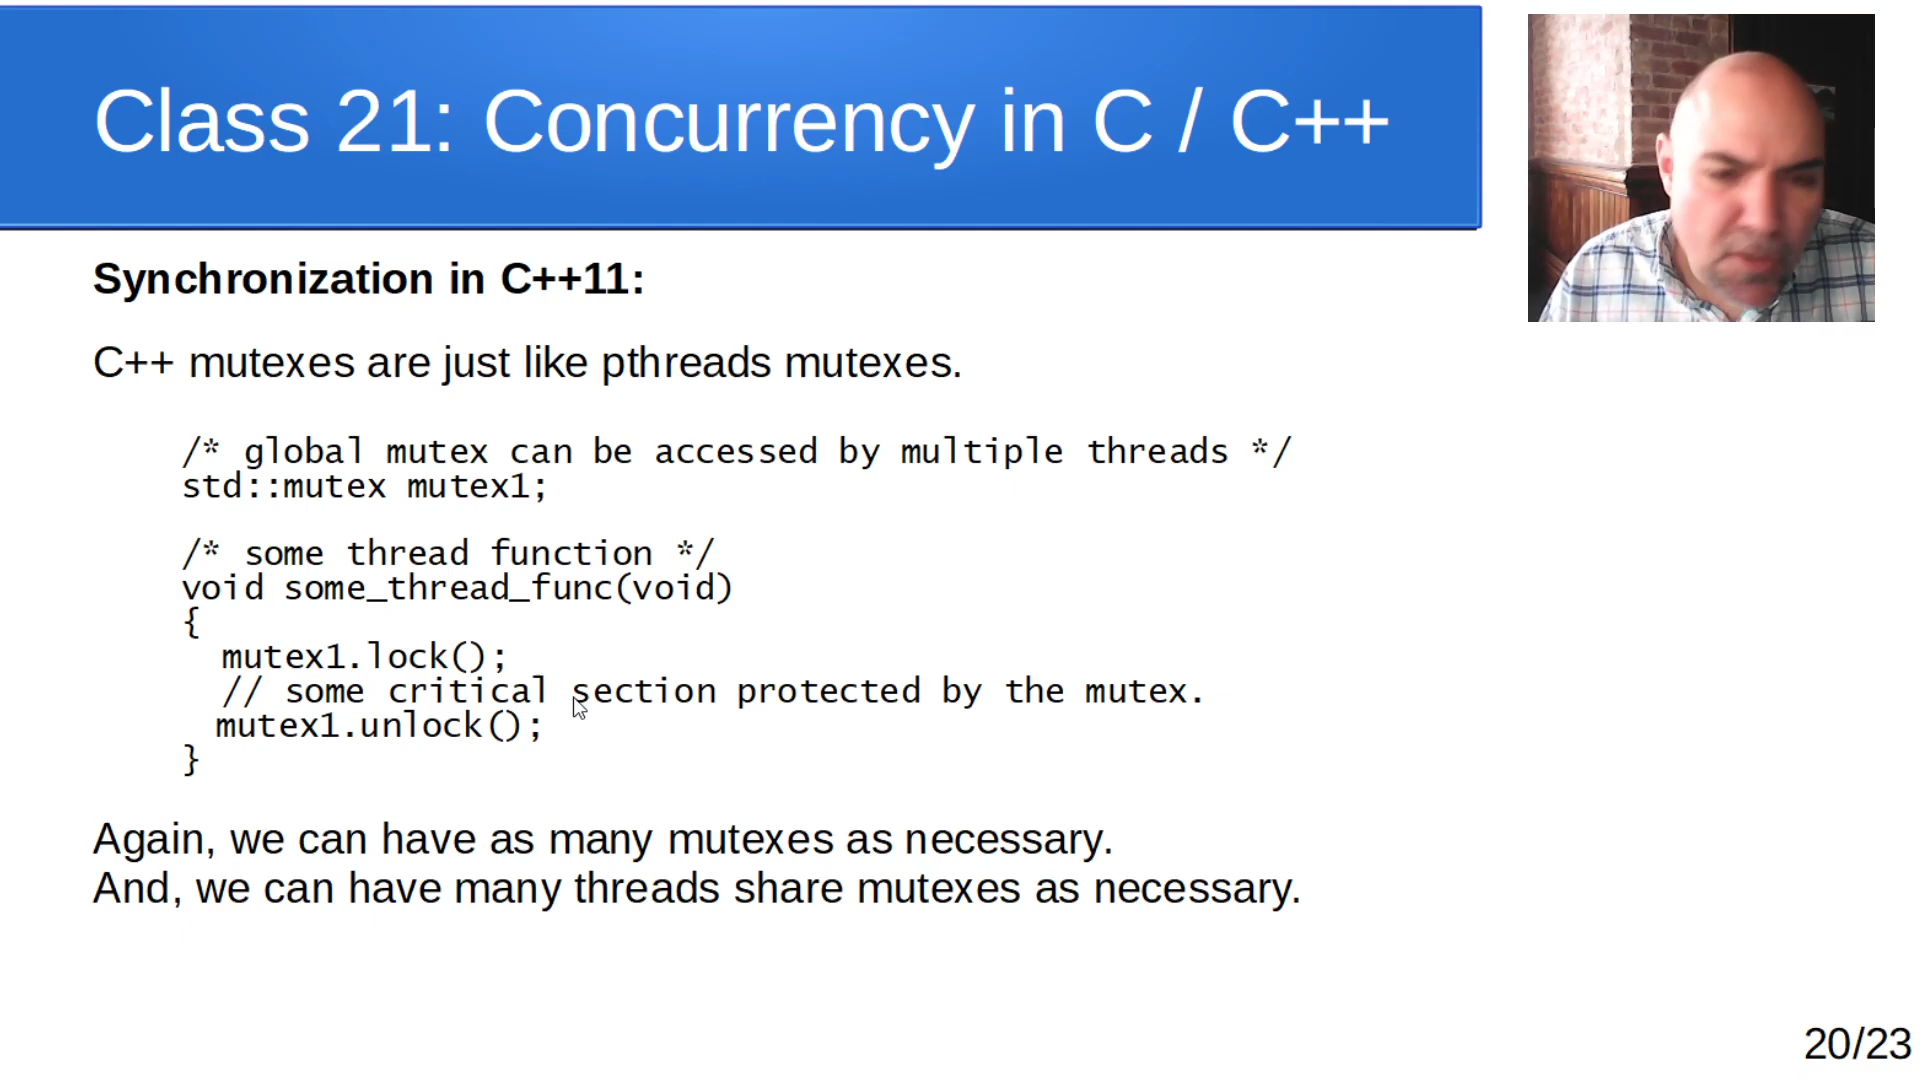 Class 21: Concurrency in C / C++
Synchronization in C++11:
C++ mutexes are just like pthreads mutexes.
/* global mutex can be accessed by multiple threads */
std::mutex mutex1;
/* some thread function */
void some_thread_func(void)
{
mutex1.lock();
// some critical section protected by the mutex.
mutex1.unlock();
}
Again, we can have as many mutexes as necessary.
And, we can have many threads share mutexes as necessary.
20/23